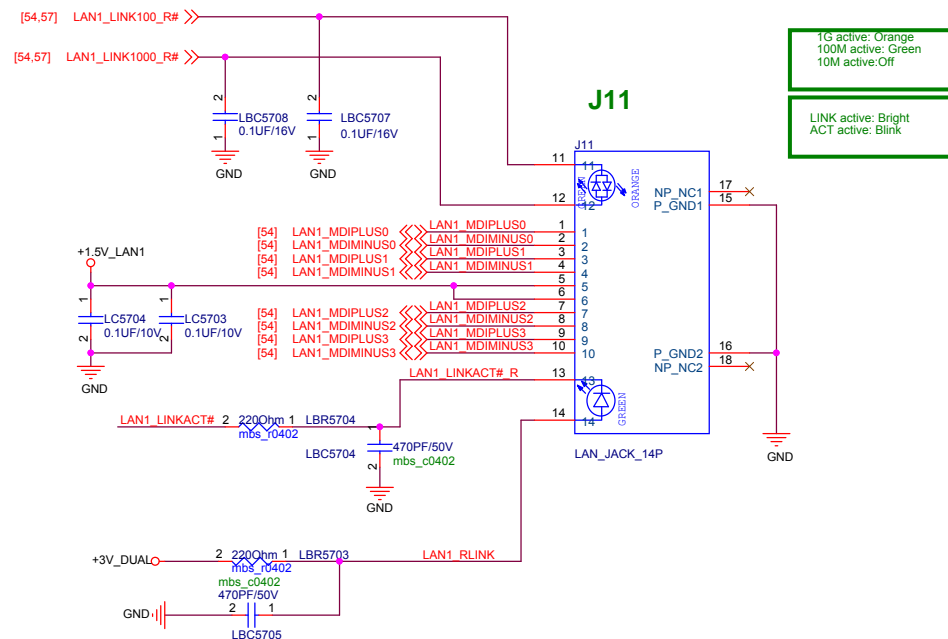 [54,57] LAN1_LINK100_R#
[54,57] LAN1_LINK1000_R#
1G active: Orange
100M active: Green
10M active:Off
LINK active: Bright
ACT active: Blink
J11
2
LBC5708
0.1UF/16V
1
GND
2
LBC5707
0.1UF/16V
1
GND
J11
11
11
GREEN
ORANGE
12
12
NP_NC1 17
P_GND1 15
[54] LAN1_MDIPLUS0 LAN1_MDIPLUS0 1 1
[54] LAN1_MDIMINUS0 LAN1_MDIMINUS0 2 2
[54] LAN1_MDIPLUS1 LAN1_MDIPLUS1 3 3
[54] LAN1_MDIMINUS1 LAN1_MDIMINUS1 4 4
+1.5V_LAN1
5 5
6 6
1
LC5704
0.1UF/10V
2
GND
1
LC5703
0.1UF/10V
2
[54] LAN1_MDIPLUS2 LAN1_MDIPLUS2 7 7
[54] LAN1_MDIMINUS2 LAN1_MDIMINUS2 8 8
[54] LAN1_MDIPLUS3 LAN1_MDIPLUS3 9 9
[54] LAN1_MDIMINUS3 LAN1_MDIMINUS3 10 10
P_GND2 16
NP_NC2 18
GND
LAN1_LINKACT#_R 13
13
GREEN
14
14
LAN_JACK_14P
LAN1_LINKACT# 2 220Ohm 1 LBR5704
mbs_r0402
1
LBC5704
470PF/50V
mbs_c0402
2
GND
+3V_DUAL 2 220Ohm 1 LBR5703 LAN1_RLINK
mbs_r0402
mbs_c0402
470PF/50V
GND 2 1
LBC5705